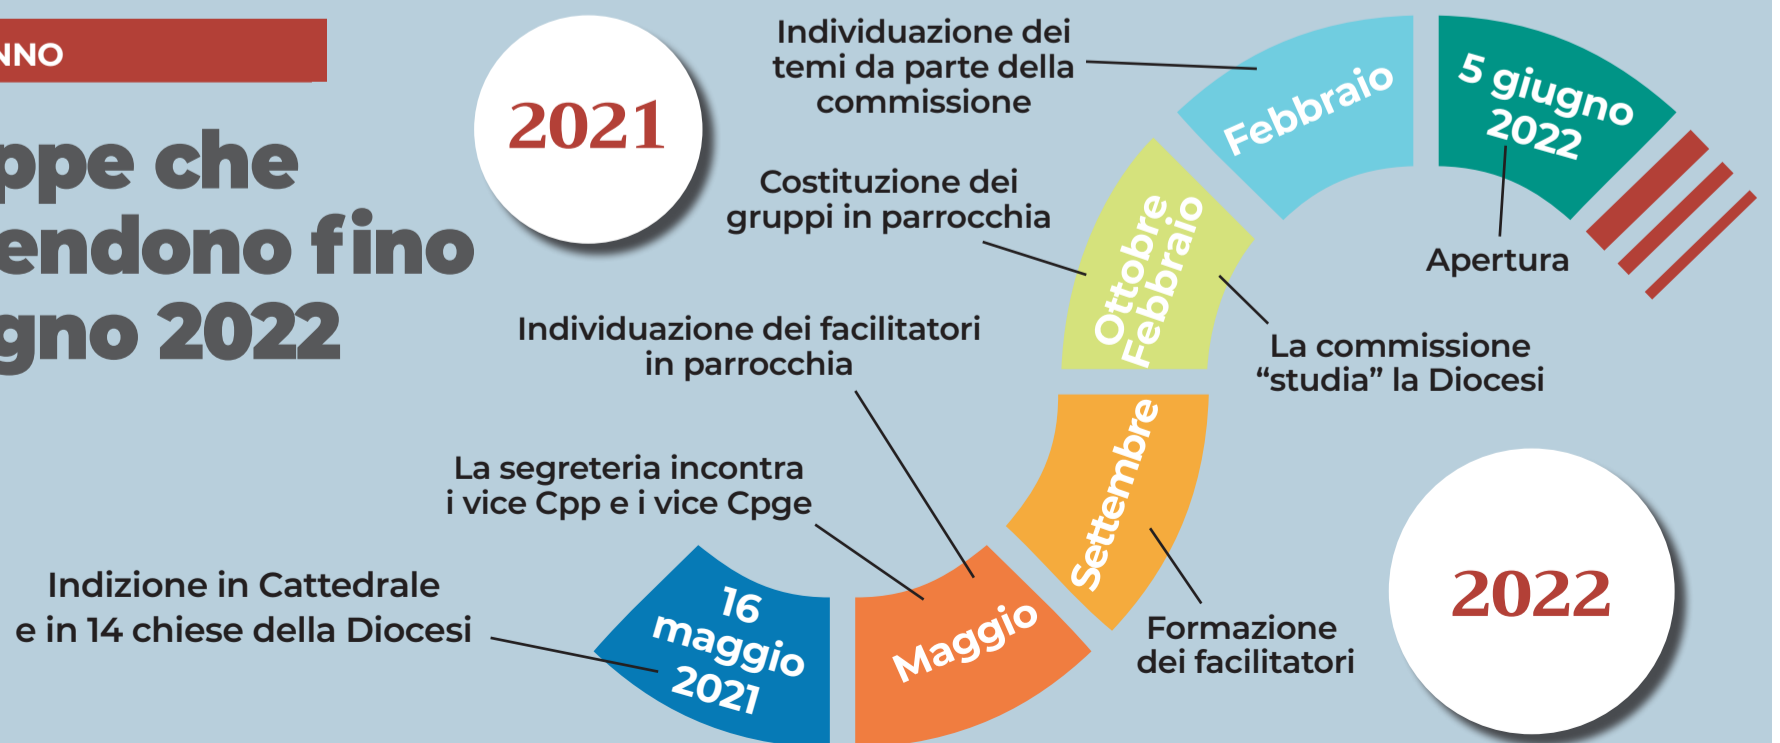 NNO
ppe che
endono fino
gno 2022
2021
Individuazione dei
temi da parte della
commissione
Febbraio
5 giugno
2022
Apertura
Costituzione dei
gruppi in parrocchia
Ottobre
Febbraio
La commissione
“studia” la Diocesi
Individuazione dei facilitatori
in parrocchia
Settembre
Formazione
dei facilitatori
La segreteria incontra
i vice Cpp e i vice Cpge
Maggio
Indizione in Cattedrale
e in 14 chiese della Diocesi
16
maggio
2021
2022